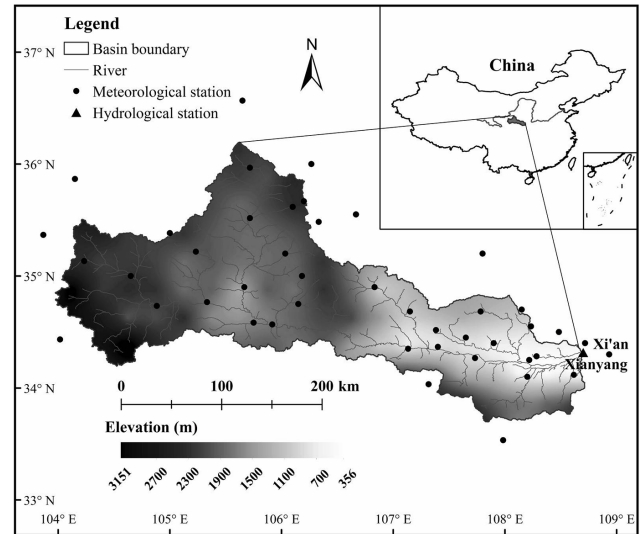 Legend
Basin boundary
River
Meteorological station
Hydrological station
N
China
37° N
36° N
35° N
34° N
33° N
Xi'an
Xianyang
0 100 200 km
Elevation (m)
3151 2700 2300 1900 1500 1100 700 356
104° E 105° E 106° E 107° E 108° E 109° E